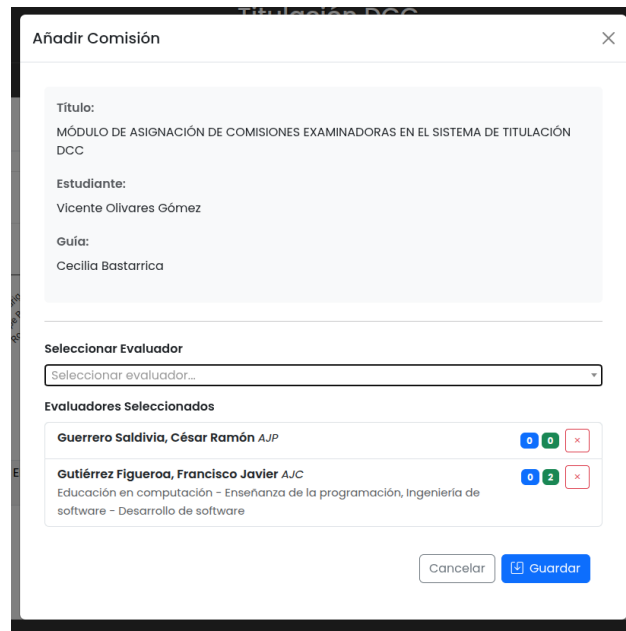 Titulación DCC
Añadir Comisión
Título:
MÓDULO DE ASIGNACIÓN DE COMISIONES EXAMINADORAS EN EL SISTEMA DE TITULACIÓN
DCC
Estudiante:
Vicente Olivares Gómez
Guía:
Cecilia Bastarrica
Seleccionar Evaluador
Seleccionar evaluador...
Evaluadores Seleccionados
Guerrero Saldivia, César Ramón AJP
0 0 ×
Gutiérrez Figueroa, Francisco Javier AJC
0 2 ×
Educación en computación - Enseñanza de la programación, Ingeniería de
software - Desarrollo de software
Cancelar
Guardar